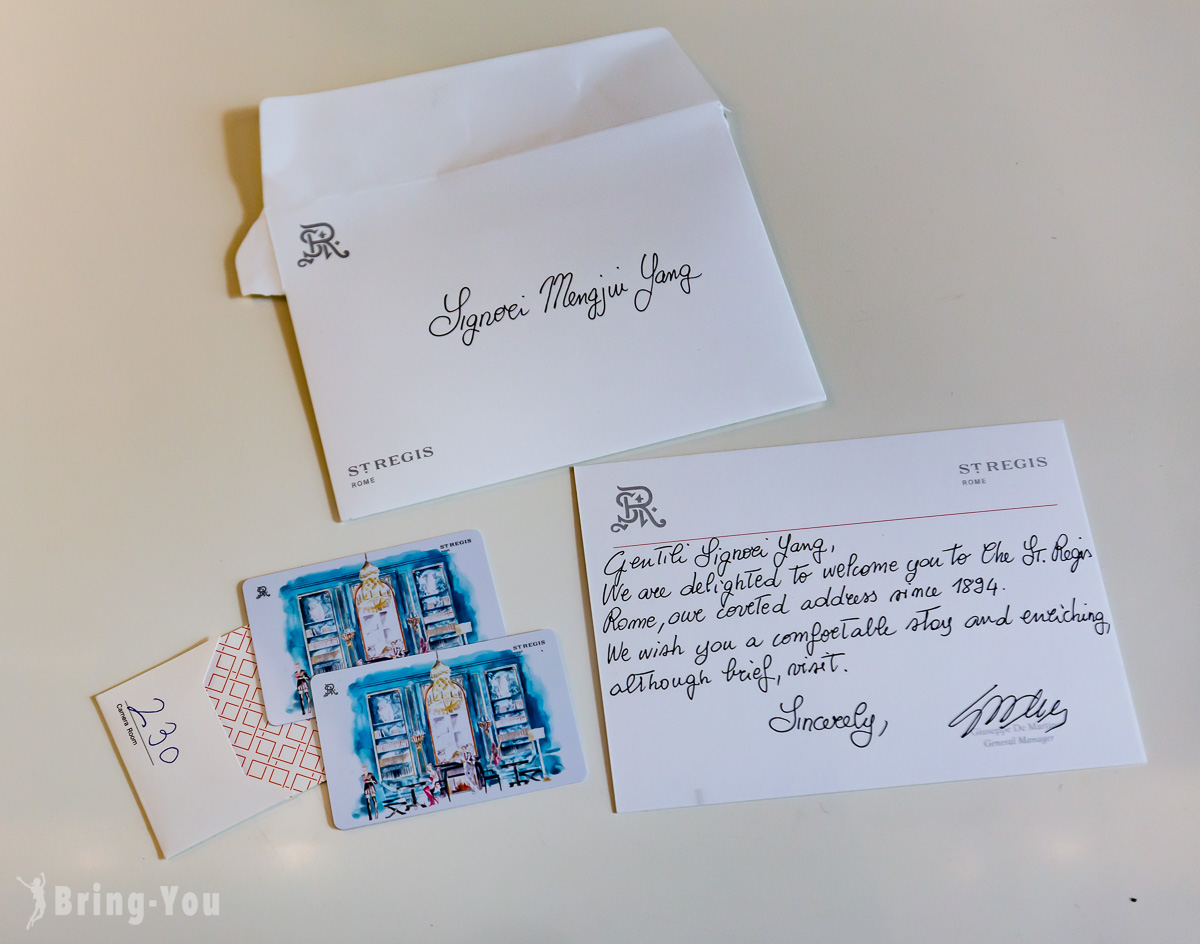 Signori Mengjui Yang
ST. REGIS
ROME
ST. REGIS
ROME
Gentili Signori Yang,
We are delighted to welcome you to the St. Regis
Rome, our coveted address since 1894.
We wish you a comfortable stay and enriching,
although brief, visit.
Sincerely,
Giuseppe De
General Manager
ST. REGIS
ST. REGIS
230
Camera Room
Bring-You